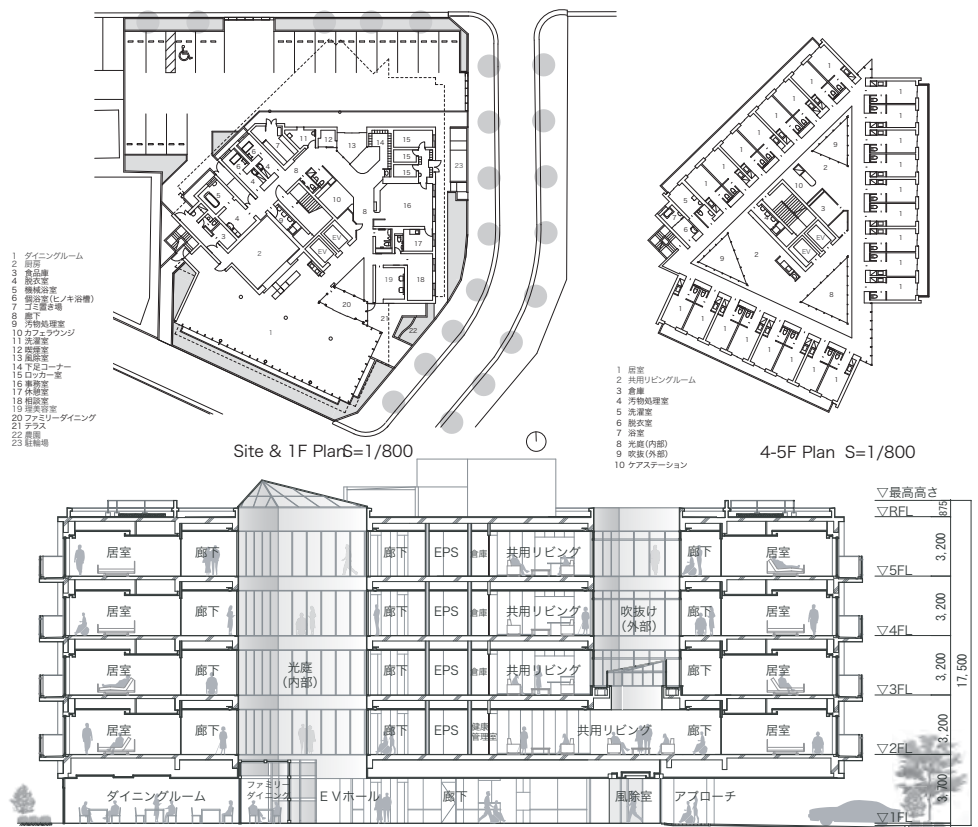 1 ダイニングルーム
2 厨房
3 食品庫
4 脱衣室
5 機械浴室
6 個浴室(ヒノキ浴槽)
7 ゴミ置き場
8 廊下
9 汚物処理室
10 カフェラウンジ
11 洗濯室
12 喫煙室
13 風除室
14 下足コーナー
15 ロッカー室
16 事務室
17 休憩室
18 相談室
19 理美容室
20 ファミリーダイニング
21 テラス
22 農園
23 駐輪場
Site & 1F Plan S=1/800
1 居室
2 共用リビングルーム
3 倉庫
4 汚物処理室
5 洗濯室
6 脱衣室
7 浴室
8 光庭(内部)
9 吹抜(外部)
10 ケアステーション
4-5F Plan S=1/800
▽最高高さ
▽RFL 875
居室 廊下 廊下 EPS 倉庫 共用リビング 廊下 居室 3,200
▽5FL
居室 廊下 EPS 倉庫 共用リビング 吹抜け 廊下 居室 3,200
(外部)
▽4FL
居室 廊下 光庭 廊下 EPS 倉庫 共用リビング 廊下 居室 3,200 17,500
(内部)
▽3FL
居室 廊下 廊下 EPS 健康 共用リビング 廊下 居室 3,200
管理室
▽2FL
ダイニングルーム ファミリー EVホール 廊下 風除室 アプローチ 3,700
ダイニング
▽1FL